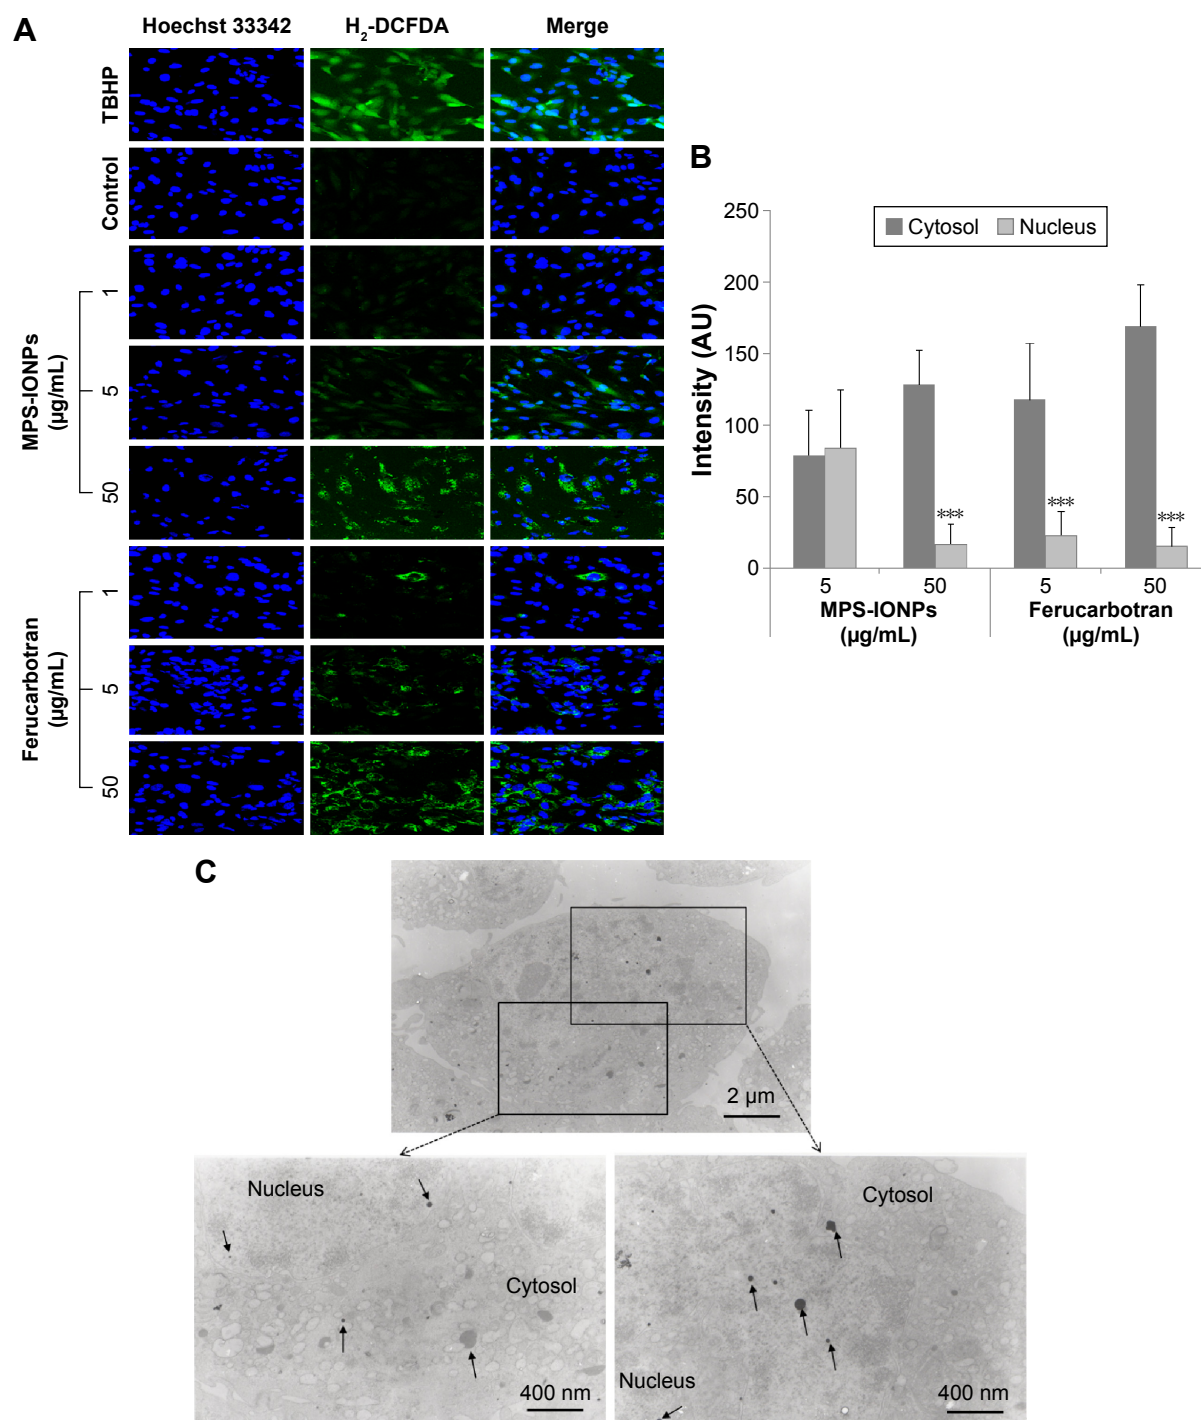 A
Hoechst 33342
H2-DCFDA
Merge
TBHP
Control
MPS-IONPs
(µg/mL)
1
5
50
Ferucarbotran
(µg/mL)
1
5
50
B
Intensity (AU)
250
200
150
100
50
0
Cytosol
Nucleus
***
***
***
5
50
5
50
MPS-IONPs
(µg/mL)
Ferucarbotran
(µg/mL)
C
2 µm
Nucleus
Cytosol
400 nm
Cytosol
Nucleus
400 nm